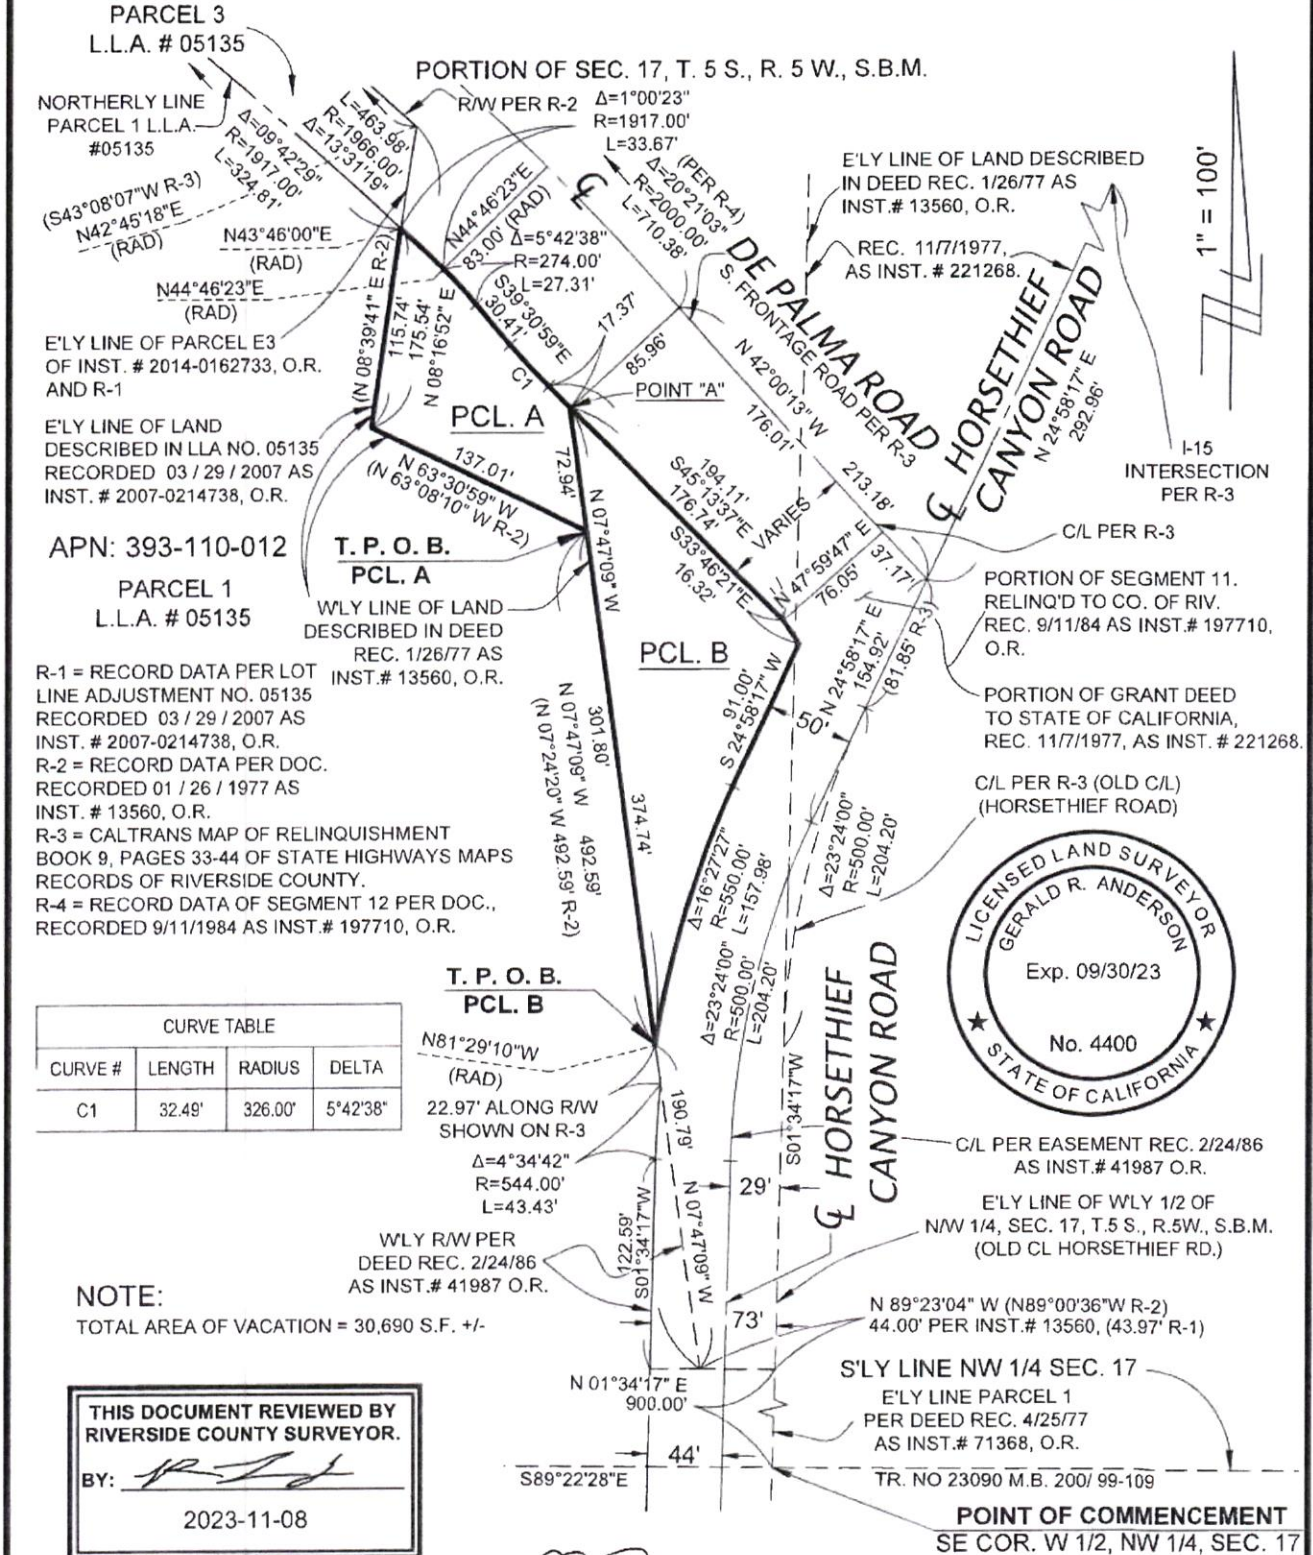 PARCEL 3
L.L.A. # 05135
PORTION OF SEC. 17, T. 5 S., R. 5 W., S.B.M.
NORTHERLY LINE
PARCEL 1 L.L.A.
#05135
Δ=09°42'29"
R=1917.00'
L=324.81'
L=463.98'
R=1966.00'
Δ=13°31'19"
R/W PER R-2
Δ=1°00'23"
R=1917.00'
L=33.67'
(S43°08'07"W R-3)
N42°45'18"E
(RAD)
N43°46'00"E
(RAD)
N44°46'23"E
(RAD)
N44°46'23"E
83.00' (RAD)
Δ=5°42'38"
R=274.00'
L=27.31'
S39°30'59"E
30.41'
17.37'
85.96'
C1
POINT "A"
℄
(PER R-4)
Δ=20°21'03"
R=2000.00'
L=710.38'
DE PALMA ROAD
S. FRONTAGE ROAD PER R-3
N 42°00'13" W
176.01'
213.18'
37.17'
E'LY LINE OF LAND DESCRIBED
IN DEED REC. 1/26/77 AS
INST.# 13560, O.R.
REC. 11/7/1977,
AS INST. # 221268.
1" = 100'
℄ HORSETHIEF
CANYON ROAD
N 24°58'17" E
292.96'
I-15
INTERSECTION
PER R-3
C/L PER R-3
E'LY LINE OF PARCEL E3
OF INST. # 2014-0162733, O.R.
AND R-1
(N 08°39'41" E R-2)
115.74'
175.54'
N 08°16'52" E
PCL. A
E'LY LINE OF LAND
DESCRIBED IN LLA NO. 05135
RECORDED 03 / 29 / 2007 AS
INST. # 2007-0214738, O.R.
137.01'
N 63°30'59" W
(N 63°08'10" W R-2)
72.94'
N 07°47'09" W
194.11'
S45°13'37"E
176.74'
S33°46'21"E
16.32'
VARIES
N 47°59'47" E
76.05'
APN: 393-110-012
PARCEL 1
L.L.A. # 05135
T. P. O. B.
PCL. A
WLY LINE OF LAND
DESCRIBED IN DEED
REC. 1/26/77 AS
INST.# 13560, O.R.
PCL. B
PORTION OF SEGMENT 11.
RELINQ'D TO CO. OF RIV.
REC. 9/11/84 AS INST.# 197710,
O.R.
PORTION OF GRANT DEED
TO STATE OF CALIFORNIA,
REC. 11/7/1977, AS INST. # 221268.
N 24°58'17" E
154.92'
(81.85' R-3)
50'
91.00'
S 24°58'17" W
R-1 = RECORD DATA PER LOT
LINE ADJUSTMENT NO. 05135
RECORDED 03 / 29 / 2007 AS
INST. # 2007-0214738, O.R.
R-2 = RECORD DATA PER DOC.
RECORDED 01 / 26 / 1977 AS
INST. # 13560, O.R.
R-3 = CALTRANS MAP OF RELINQUISHMENT
BOOK 9, PAGES 33-44 OF STATE HIGHWAYS MAPS
RECORDS OF RIVERSIDE COUNTY.
R-4 = RECORD DATA OF SEGMENT 12 PER DOC.,
RECORDED 9/11/1984 AS INST.# 197710, O.R.
301.80'
N 07°47'09" W 492.59'
(N 07°24'20" W 492.59' R-2)
374.74'
Δ=16°27'27"
R=550.00'
L=157.98'
Δ=23°24'00"
R=500.00'
L=204.20'
Δ=23°24'00"
R=500.00'
L=204.20'
C/L PER R-3 (OLD C/L)
(HORSETHIEF ROAD)
LICENSED LAND SURVEYOR
GERALD R. ANDERSON
Exp. 09/30/23
No. 4400
STATE OF CALIFORNIA
T. P. O. B.
PCL. B
N81°29'10"W
(RAD)
22.97' ALONG R/W
SHOWN ON R-3
Δ=4°34'42"
R=544.00'
L=43.43'
CURVE TABLE
CURVE # LENGTH RADIUS DELTA
C1 32.49' 326.00' 5°42'38"
190.79'
N 07°47'09" W
S01°34'17"W
℄ HORSETHIEF
CANYON ROAD
C/L PER EASEMENT REC. 2/24/86
AS INST.# 41987 O.R.
29'
E'LY LINE OF WLY 1/2 OF
N/W 1/4, SEC. 17, T.5 S., R.5W., S.B.M.
(OLD CL HORSETHIEF RD.)
WLY R/W PER
DEED REC. 2/24/86
AS INST.# 41987 O.R.
122.59'
S01°34'17"W
73'
N 89°23'04" W (N89°00'36"W R-2)
44.00' PER INST.# 13560, (43.97' R-1)
NOTE:
TOTAL AREA OF VACATION = 30,690 S.F. +/-
N 01°34'17" E
900.00'
S'LY LINE NW 1/4 SEC. 17
E'LY LINE PARCEL 1
PER DEED REC. 4/25/77
AS INST.# 71368, O.R.
44'
S89°22'28"E
TR. NO 23090 M.B. 200/ 99-109
POINT OF COMMENCEMENT
SE COR. W 1/2, NW 1/4, SEC. 17
THIS DOCUMENT REVIEWED BY
RIVERSIDE COUNTY SURVEYOR.
BY:
2023-11-08